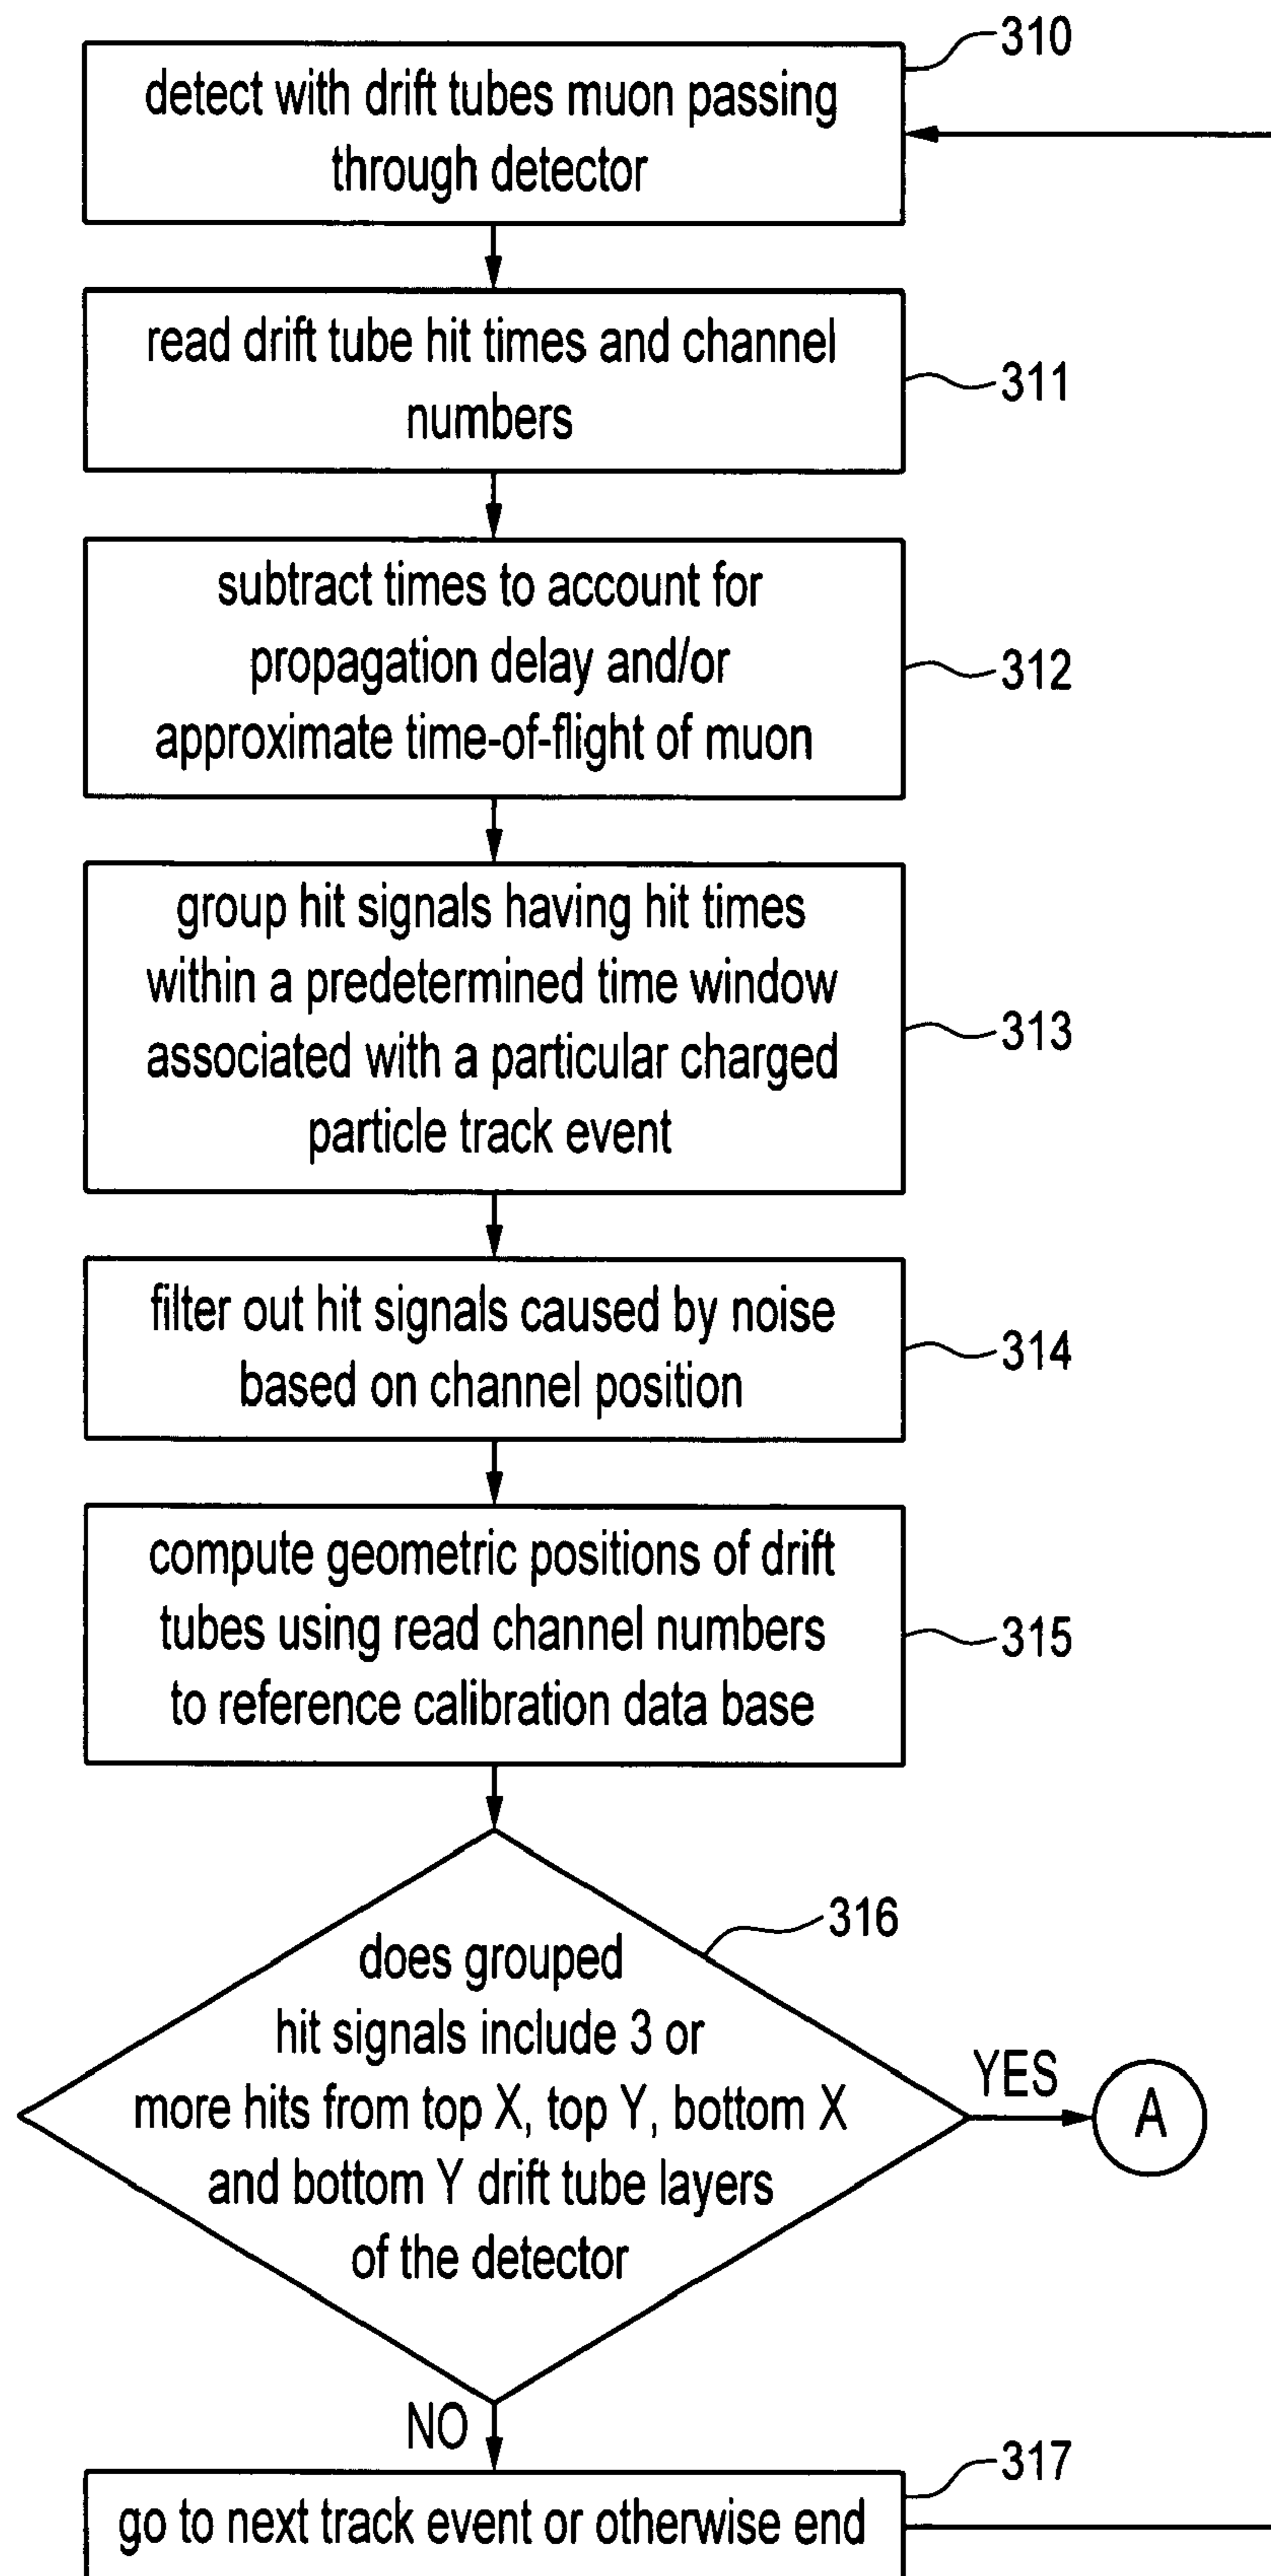 310
detect with drift tubes muon passing
through detector
read drift tube hit times and channel
numbers
311
subtract times to account for
propagation delay and/or
approximate time-of-flight of muon
312
group hit signals having hit times
within a predetermined time window
associated with a particular charged
particle track event
313
filter out hit signals caused by noise
based on channel position
314
compute geometric positions of drift
tubes using read channel numbers
to reference calibration data base
315
316
does grouped
hit signals include 3 or
more hits from top X, top Y, bottom X
and bottom Y drift tube layers
of the detector
YES
A
NO
317
go to next track event or otherwise end